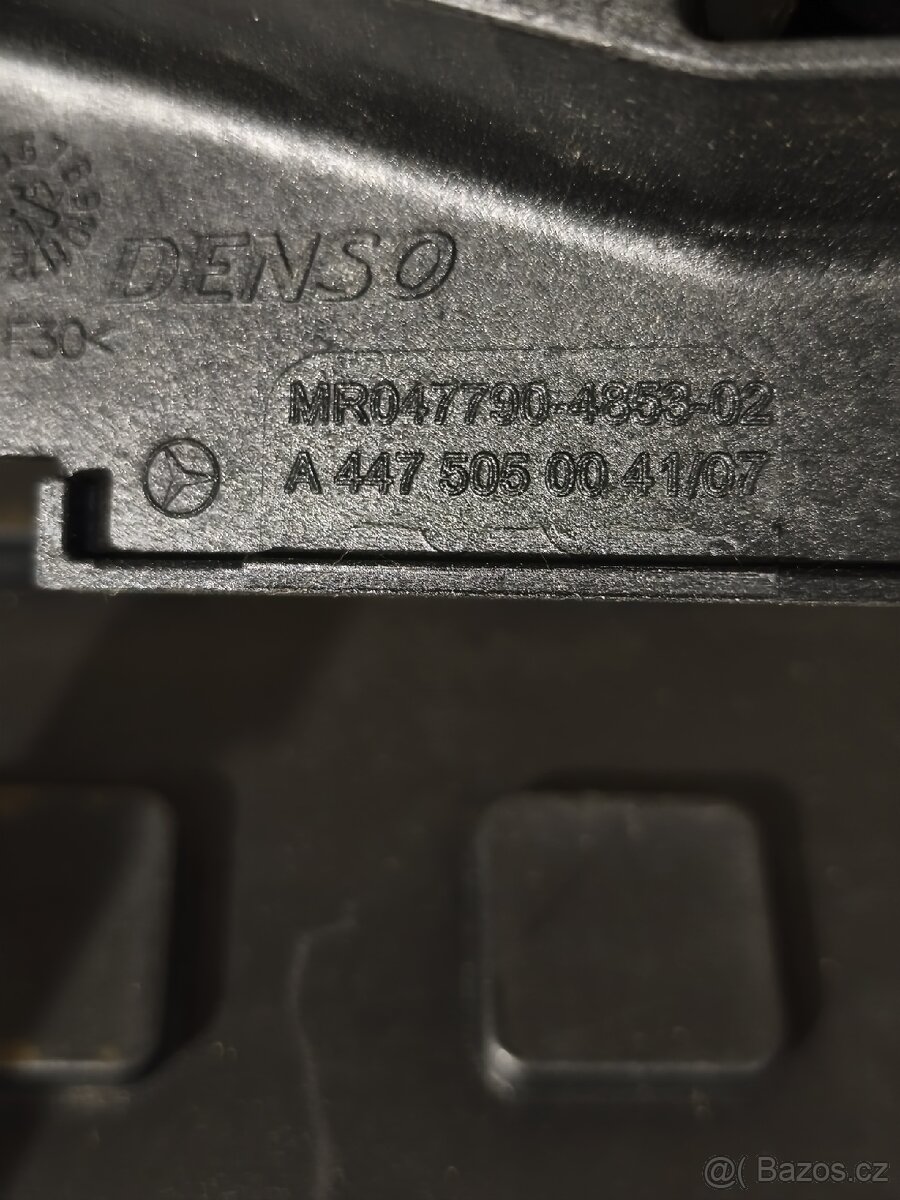 DENSO
F30<
MR047790-4853-02
A 447 505 00 41/07
@( Bazos.cz